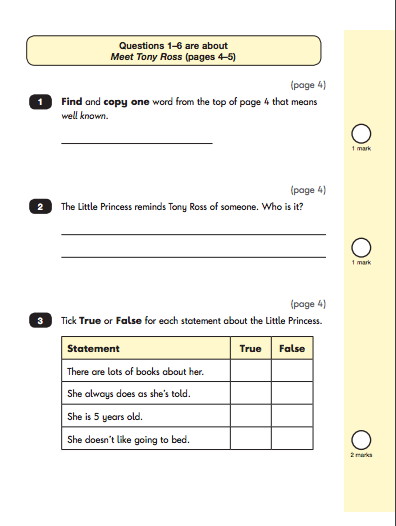 Questions 1–6 are about
Meet Tony Ross (pages 4–5)
(page 4)
1 Find and copy one word from the top of page 4 that means
well known.
1 mark
(page 4)
2 The Little Princess reminds Tony Ross of someone. Who is it?
1 mark
(page 4)
3 Tick True or False for each statement about the Little Princess.
Statement True False
There are lots of books about her.
She always does as she's told.
She is 5 years old.
She doesn't like going to bed.
2 marks